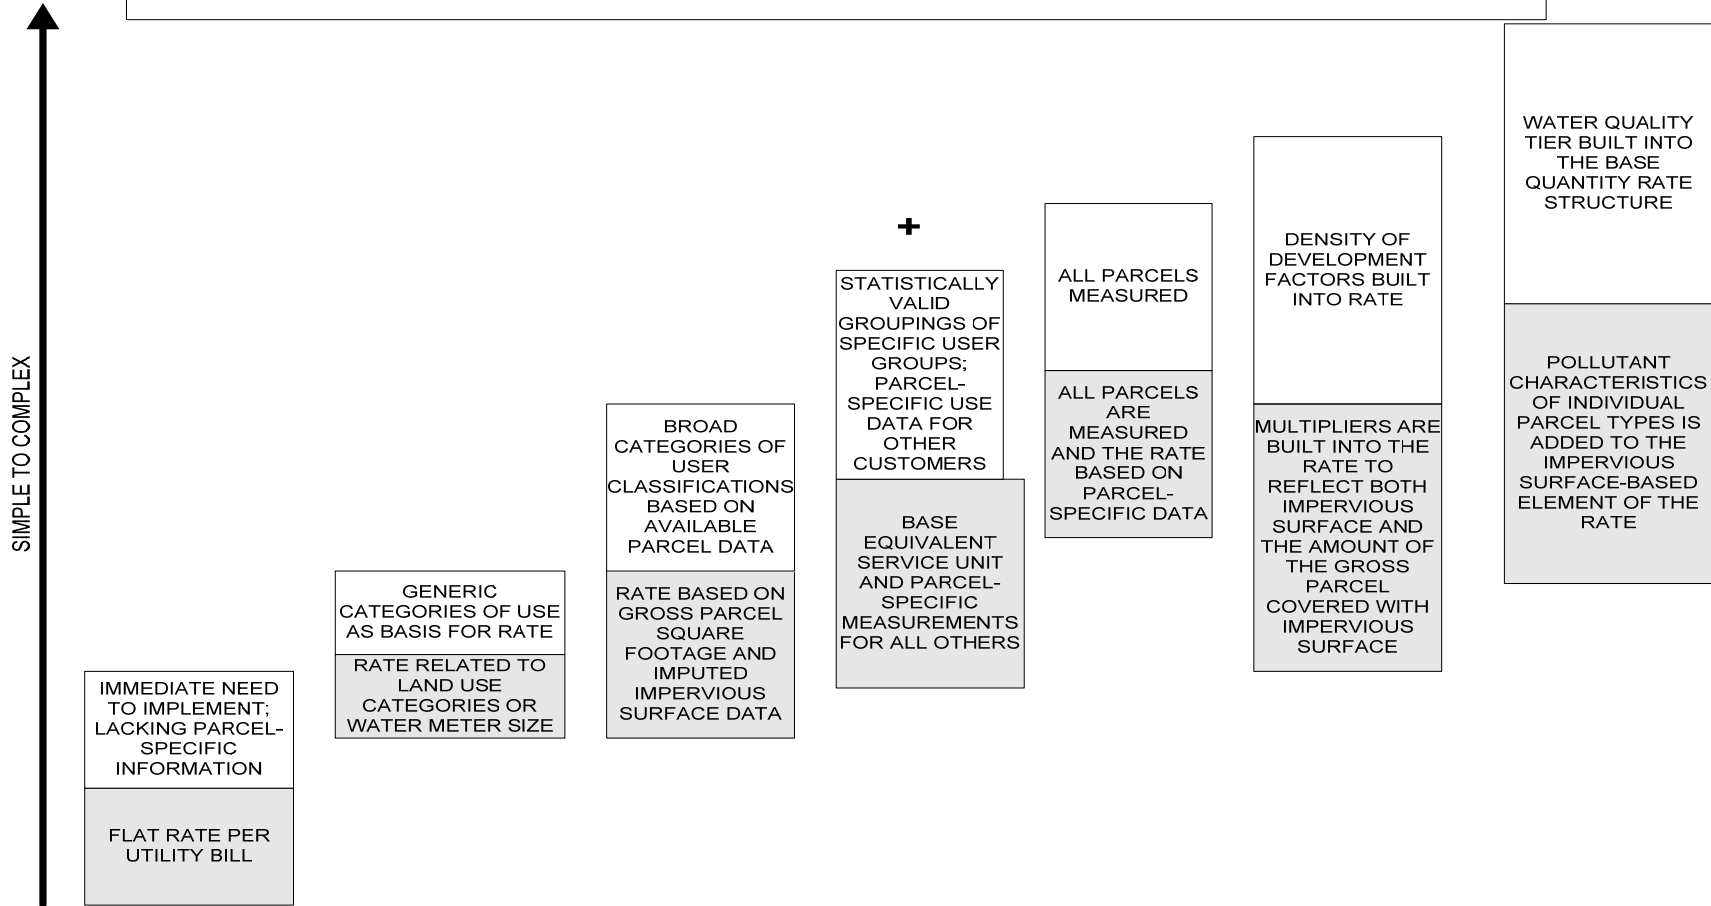 SIMPLE TO COMPLEX
IMMEDIATE NEED
TO IMPLEMENT;
LACKING PARCEL-
SPECIFIC
INFORMATION
FLAT RATE PER
UTILITY BILL
GENERIC
CATEGORIES OF USE
AS BASIS FOR RATE
RATE RELATED TO
LAND USE
CATEGORIES OR
WATER METER SIZE
BROAD
CATEGORIES OF
USER
CLASSIFICATIONS
BASED ON
AVAILABLE
PARCEL DATA
RATE BASED ON
GROSS PARCEL
SQUARE
FOOTAGE AND
IMPUTED
IMPERVIOUS
SURFACE DATA
+
STATISTICALLY
VALID
GROUPINGS OF
SPECIFIC USER
GROUPS;
PARCEL-
SPECIFIC USE
DATA FOR
OTHER
CUSTOMERS
BASE
EQUIVALENT
SERVICE UNIT
AND PARCEL-
SPECIFIC
MEASUREMENTS
FOR ALL OTHERS
ALL PARCELS
MEASURED
ALL PARCELS
ARE
MEASURED
AND THE RATE
BASED ON
PARCEL-
SPECIFIC DATA
DENSITY OF
DEVELOPMENT
FACTORS BUILT
INTO RATE
MULTIPLIERS ARE
BUILT INTO THE
RATE TO
REFLECT BOTH
IMPERVIOUS
SURFACE AND
THE AMOUNT OF
THE GROSS
PARCEL
COVERED WITH
IMPERVIOUS
SURFACE
WATER QUALITY
TIER BUILT INTO
THE BASE
QUANTITY RATE
STRUCTURE
POLLUTANT
CHARACTERISTICS
OF INDIVIDUAL
PARCEL TYPES IS
ADDED TO THE
IMPERVIOUS
SURFACE-BASED
ELEMENT OF THE
RATE